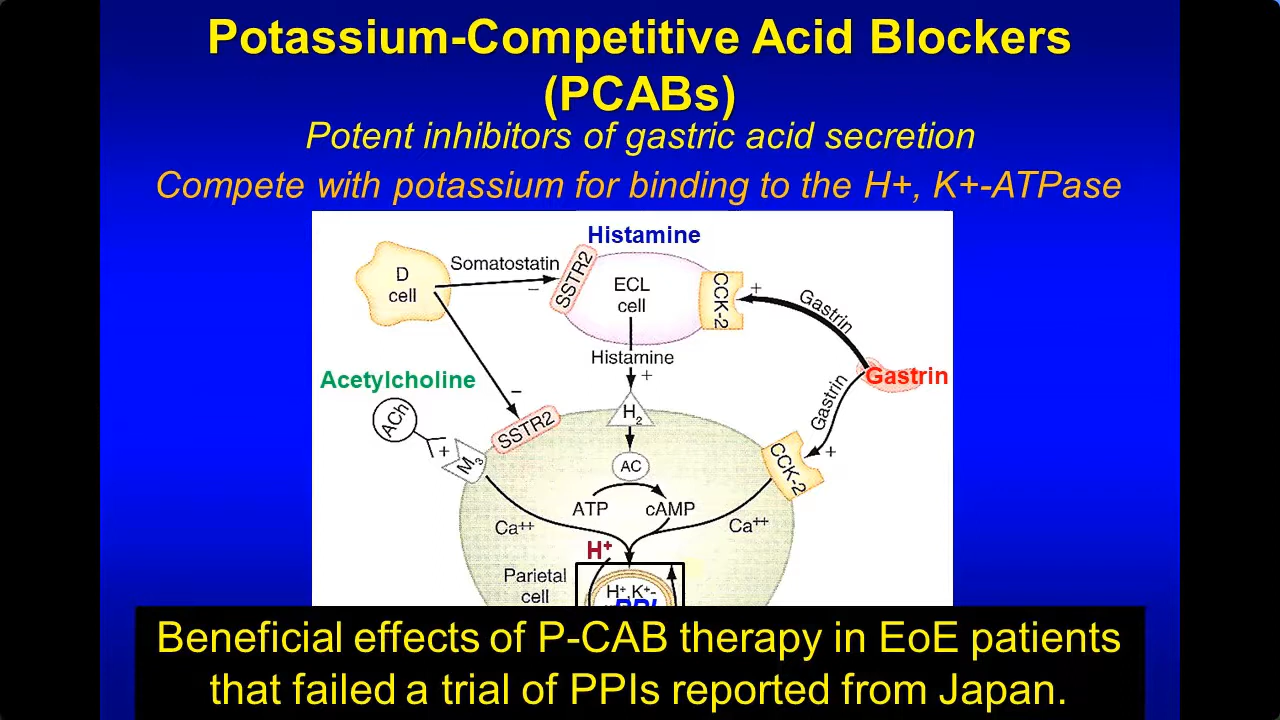 Potassium-Competitive Acid Blockers
(PCABs)
Potent inhibitors of gastric acid secretion
Compete with potassium for binding to the H+, K+-ATPase
Histamine
D
cell
Somatostatin
−
SSTR2
ECL
cell
CCK-2
+
Gastrin
Histamine
+
Gastrin
Gastrin
Acetylcholine
−
ACh
+
M3
SSTR2
H2
AC
CCK-2
+
ATP
cAMP
Ca++
Ca++
H+
Parietal
cell
H+,K+-
PPI
Beneficial effects of P-CAB therapy in EoE patients
that failed a trial of PPIs reported from Japan.